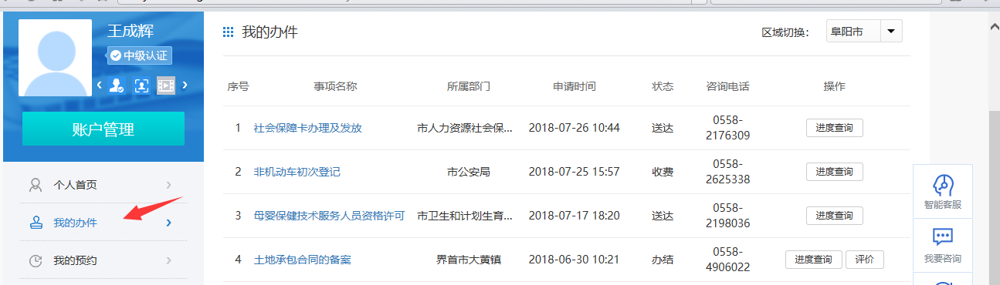 王成辉
中级认证
账户管理
个人首页
我的办件
我的预约
我的办件
区域切换：
阜阳市
序号 事项名称 所属部门 申请时间 状态 咨询电话 操作
1 社会保障卡办理及发放 市人力资源社会保... 2018-07-26 10:44 送达 0558-
2176309
进度查询
2 非机动车初次登记 市公安局 2018-07-25 15:57 收费 0558-
2625338
进度查询
3 母婴保健技术服务人员资格许可 市卫生和计划生育... 2018-07-17 18:20 送达 0558-
2198036
进度查询
4 土地承包合同的备案 界首市大黄镇 2018-06-30 10:21 办结 0558-
4906022
进度查询 评价
智能客服
我要咨询